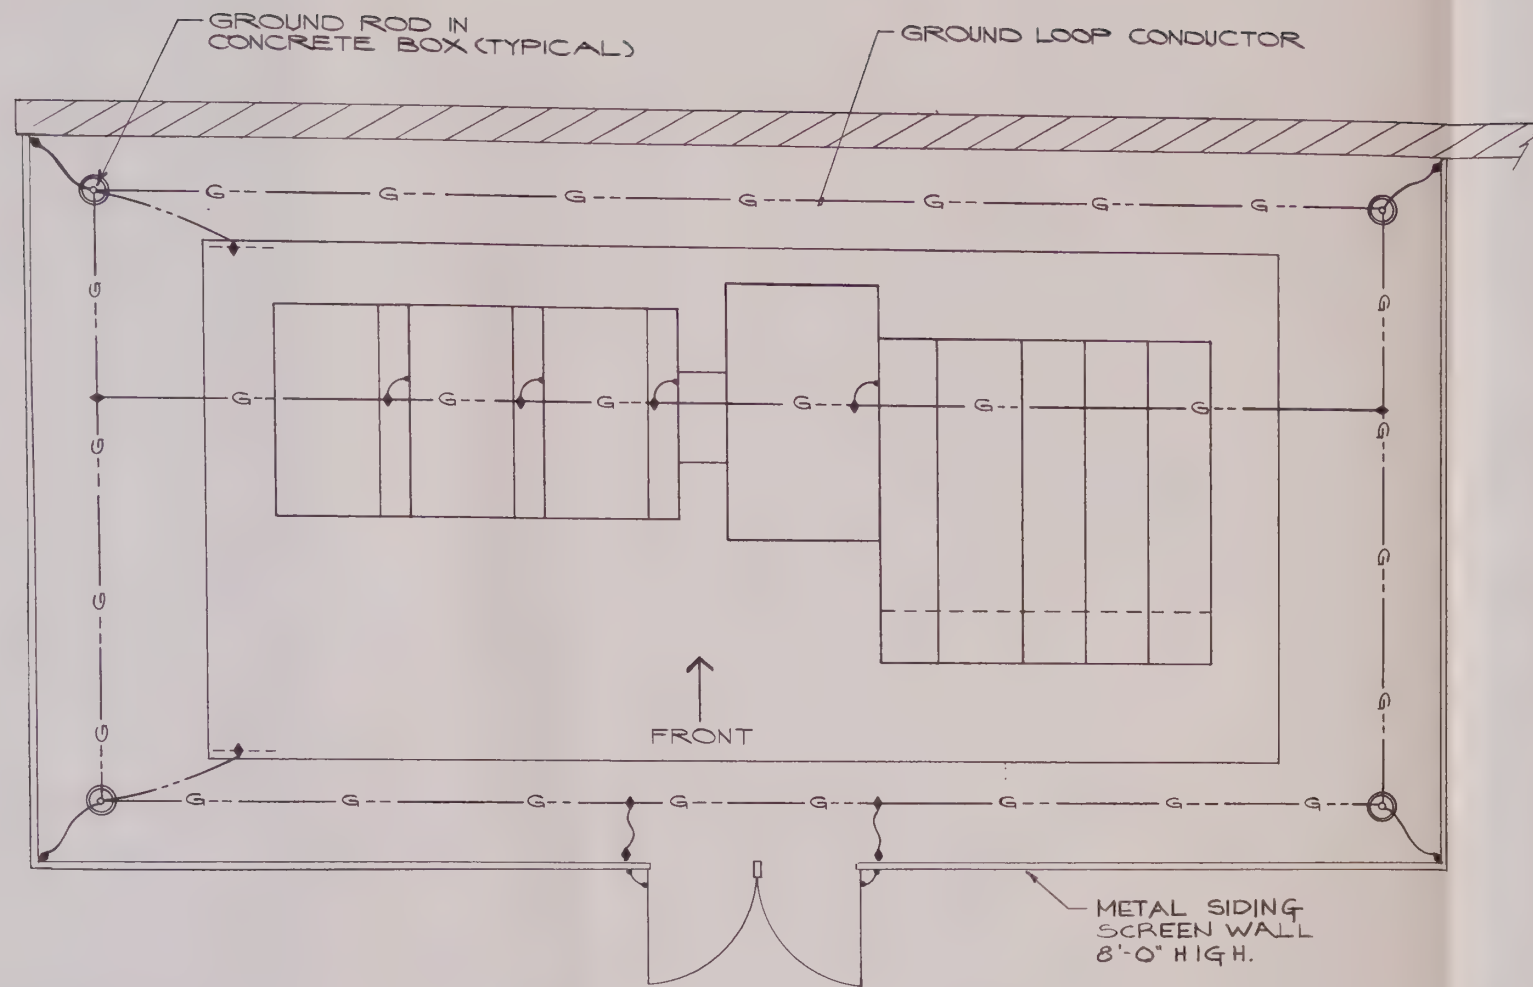 GROUND ROD IN
CONCRETE BOX (TYPICAL)
GROUND LOOP CONDUCTOR
G G G G G G G
G G
G G G G G G
G G
G G
G G
FRONT
G G G G G G G G
METAL SIDING
SCREEN WALL
8'-0" HIGH.